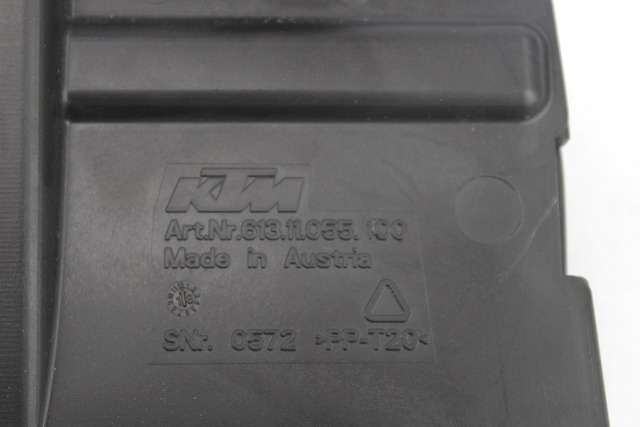 KTM
Art.Nr.613.11.055.100
Made in Austria
SNr. 0572 >PP-T20<